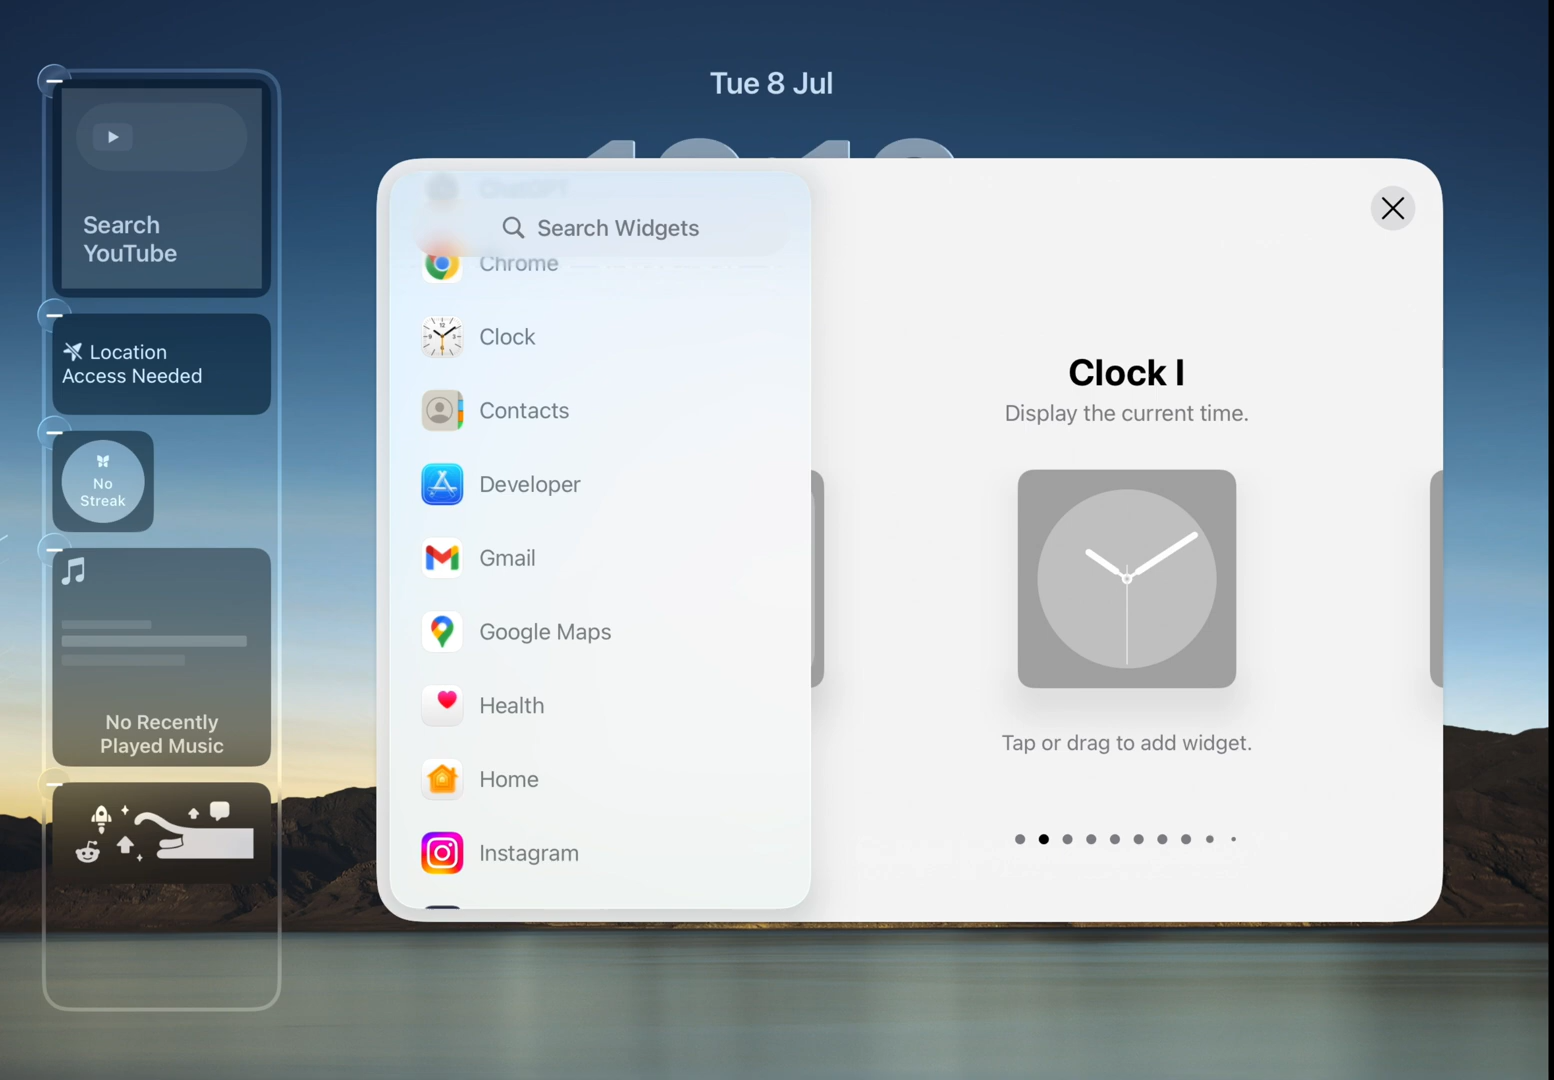 Tue 8 Jul
Search
YouTube
Location
Access Needed
No
Streak
No Recently
Played Music
ChatGPT
Search Widgets
Chrome
Clock
Contacts
Developer
Gmail
Google Maps
Health
Home
Instagram
Clock I
Display the current time.
Tap or drag to add widget.